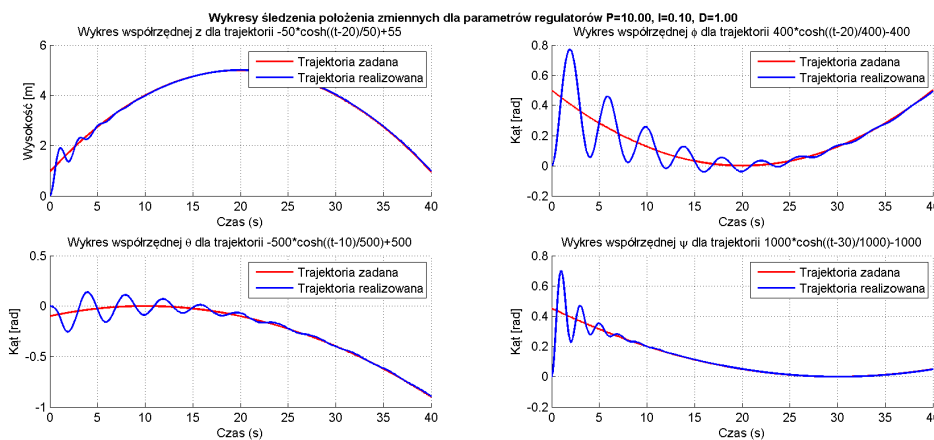 Wykresy śledzenia położenia zmiennych dla parametrów regulatorów P=10.00, I=0.10, D=1.00
Wykres współrzędnej z dla trajektorii -50*cosh((t-20)/50)+55
Wysokość [m]
6
4
2
0
Trajektoria zadana
Trajektoria realizowana
0 5 10 15 20 25 30 35 40
Czas (s)
Wykres współrzędnej ϕ dla trajektorii 400*cosh((t-20)/400)-400
Kąt [rad]
0.8
0.6
0.4
0.2
0
-0.2
Trajektoria zadana
Trajektoria realizowana
0 5 10 15 20 25 30 35 40
Czas (s)
Wykres współrzędnej θ dla trajektorii -500*cosh((t-10)/500)+500
Kąt [rad]
0.5
0
-0.5
-1
Trajektoria zadana
Trajektoria realizowana
0 5 10 15 20 25 30 35 40
Czas (s)
Wykres współrzędnej ψ dla trajektorii 1000*cosh((t-30)/1000)-1000
Kąt [rad]
0.8
0.6
0.4
0.2
0
-0.2
Trajektoria zadana
Trajektoria realizowana
0 5 10 15 20 25 30 35 40
Czas (s)